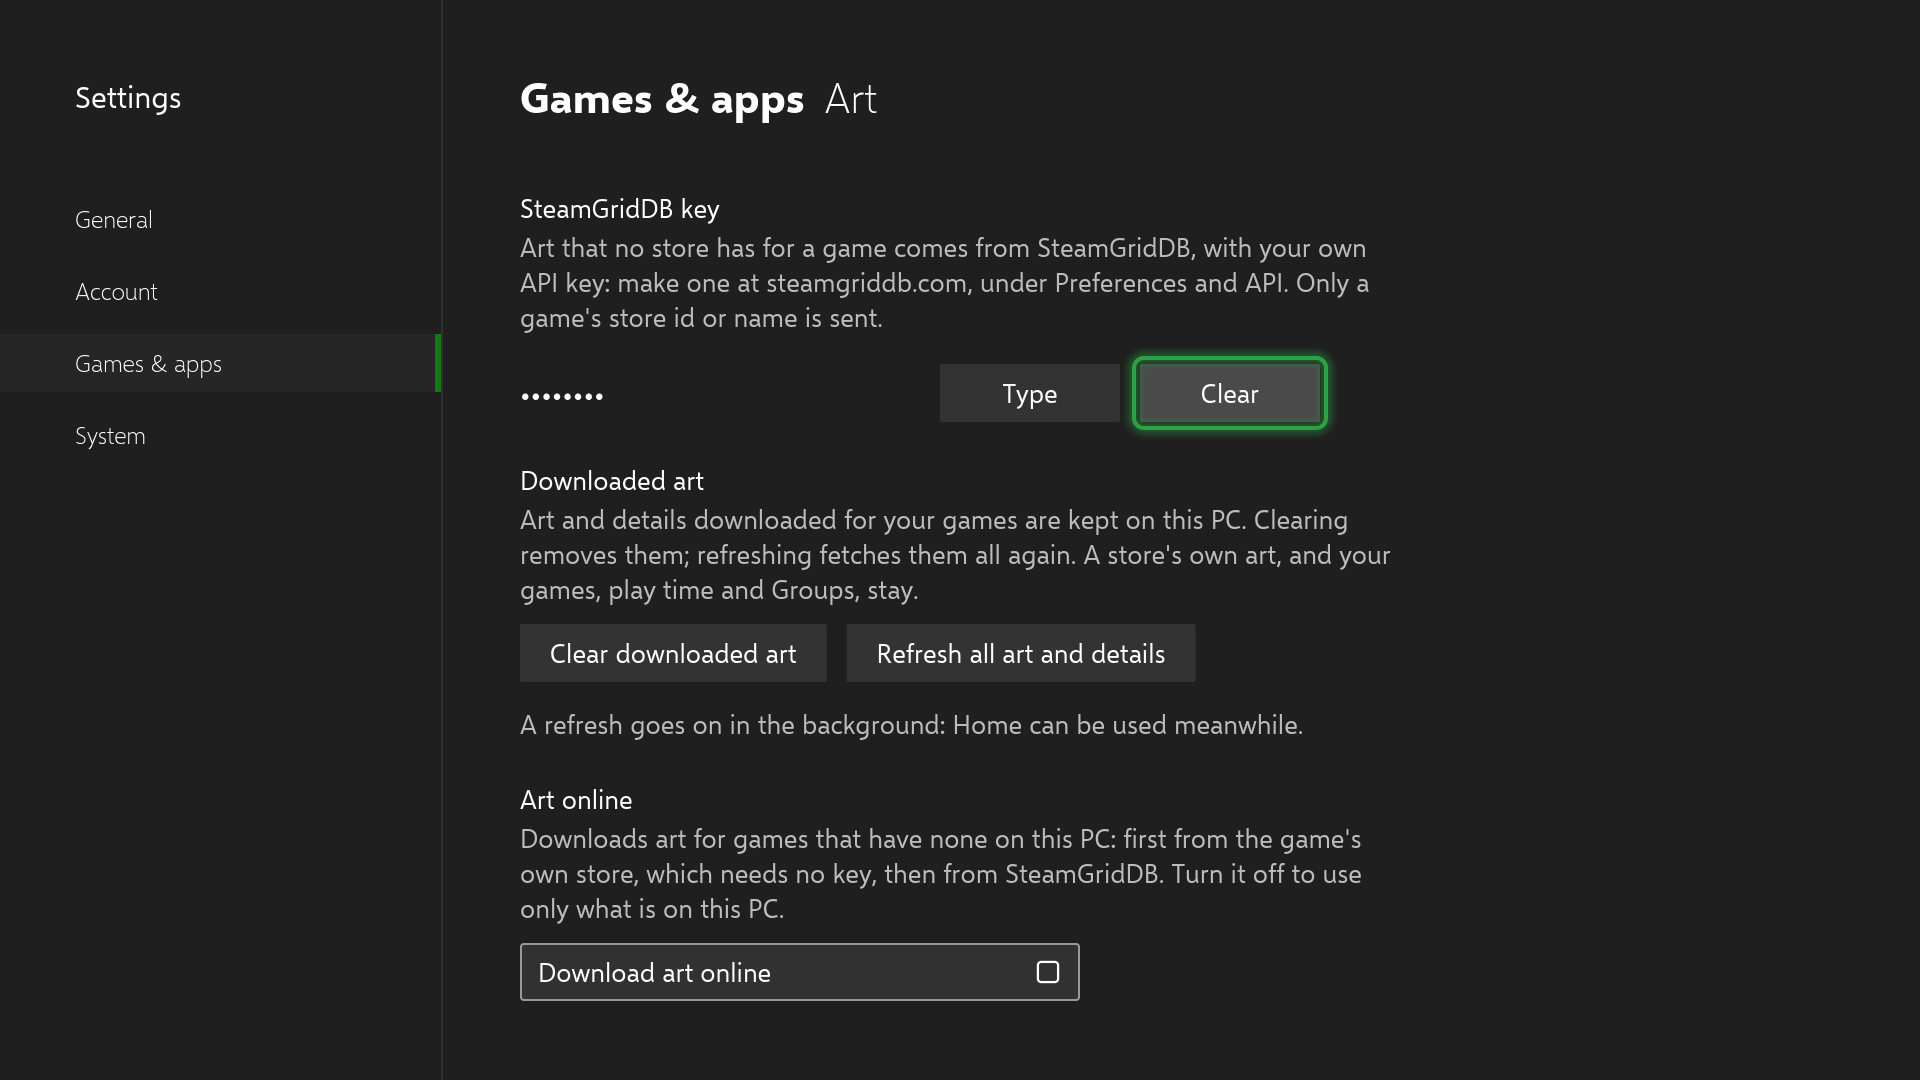 Settings
General
Account
Games & apps
System
Games & apps Art
SteamGridDB key
Art that no store has for a game comes from SteamGridDB, with your own
API key: make one at steamgriddb.com, under Preferences and API. Only a
game's store id or name is sent.
••••••••
Type
Clear
Downloaded art
Art and details downloaded for your games are kept on this PC. Clearing
removes them; refreshing fetches them all again. A store's own art, and your
games, play time and Groups, stay.
Clear downloaded art
Refresh all art and details
A refresh goes on in the background: Home can be used meanwhile.
Art online
Downloads art for games that have none on this PC: first from the game's
own store, which needs no key, then from SteamGridDB. Turn it off to use
only what is on this PC.
Download art online